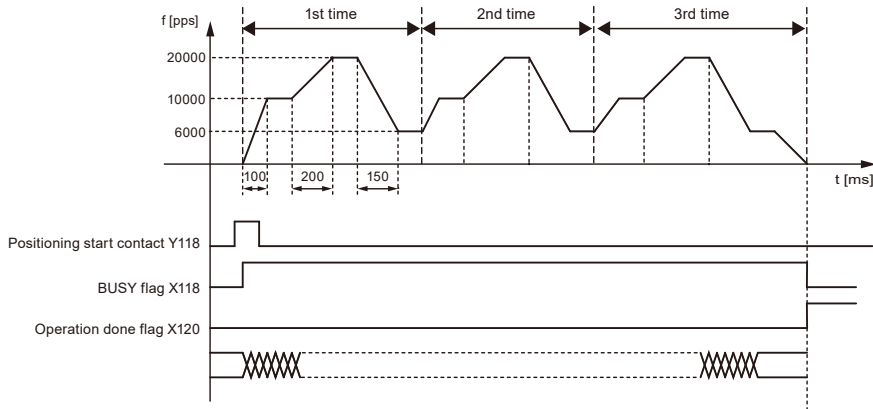 f [pps]
1st time
2nd time
3rd time
20000
10000
6000
100
200
150
t [ms]
Positioning start contact Y118
BUSY flag X118
Operation done flag X120